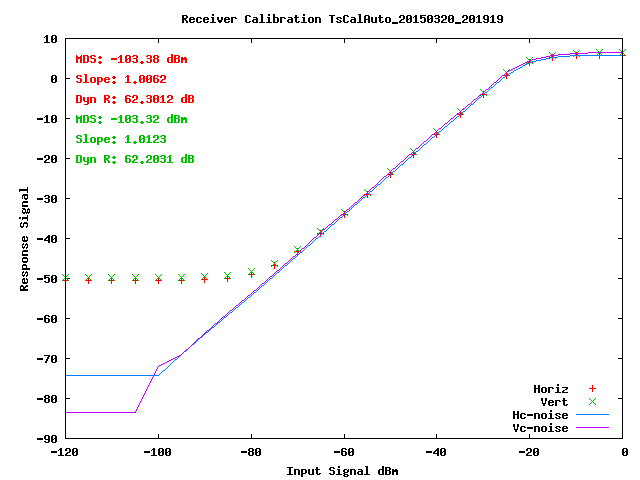 Receiver Calibration TsCalAuto_20150320_201919
10
0
-10
-20
-30
-40
-50
-60
-70
-80
-90
Response Signal
MDS: -103.38 dBm
Slope: 1.0062
Dyn R: 62.3012 dB
MDS: -103.32 dBm
Slope: 1.0123
Dyn R: 62.2031 dB
Horiz
Vert
Hc-noise
Vc-noise
-120 -100 -80 -60 -40 -20 0
Input Signal dBm